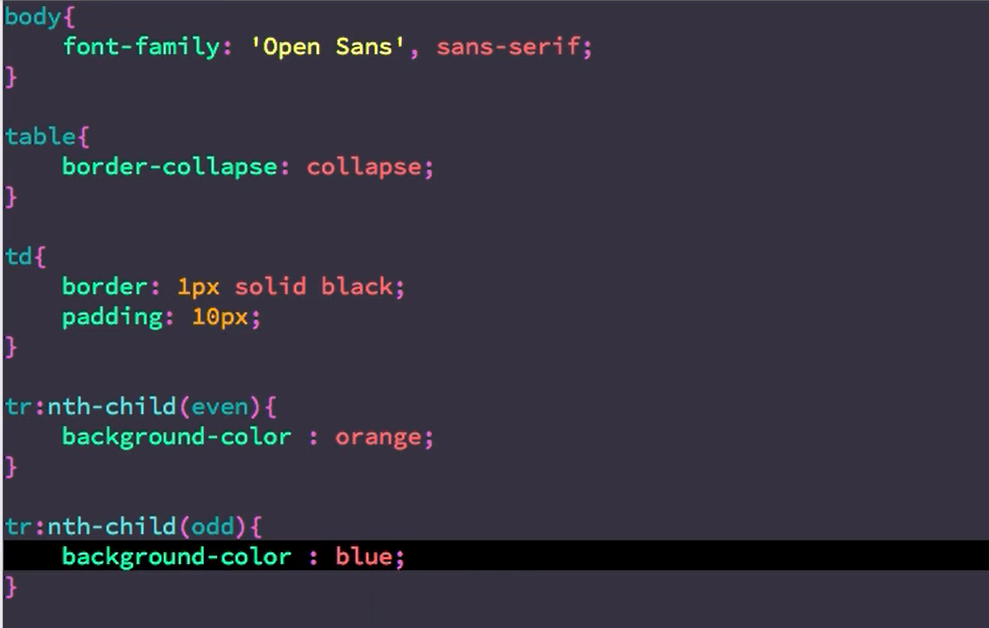 body{
    font-family: 'Open Sans', sans-serif;
}
table{
    border-collapse: collapse;
}
td{
    border: 1px solid black;
    padding: 10px;
}
tr:nth-child(even){
    background-color : orange;
}
tr:nth-child(odd){
    background-color : blue;
}